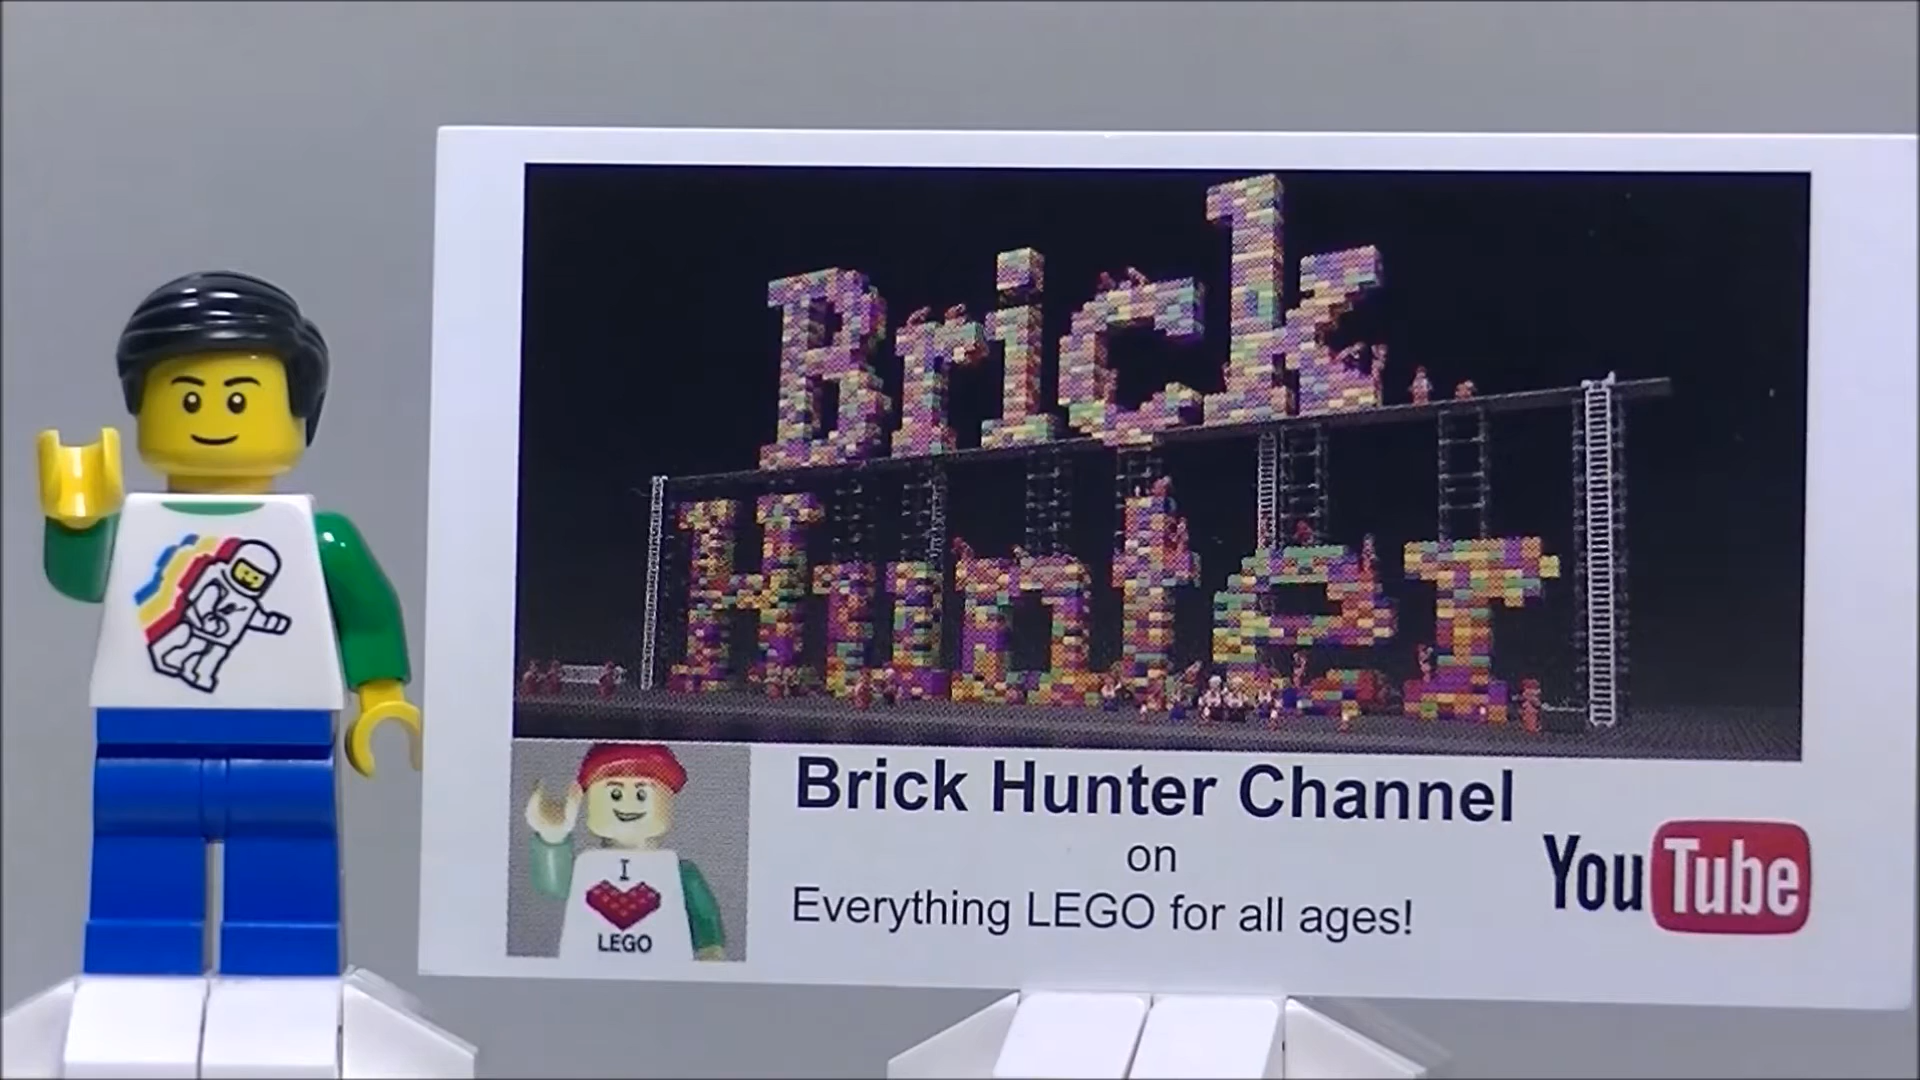 Brick
Hunter
Brick Hunter Channel
on
Everything LEGO for all ages!
YouTube
I
LEGO